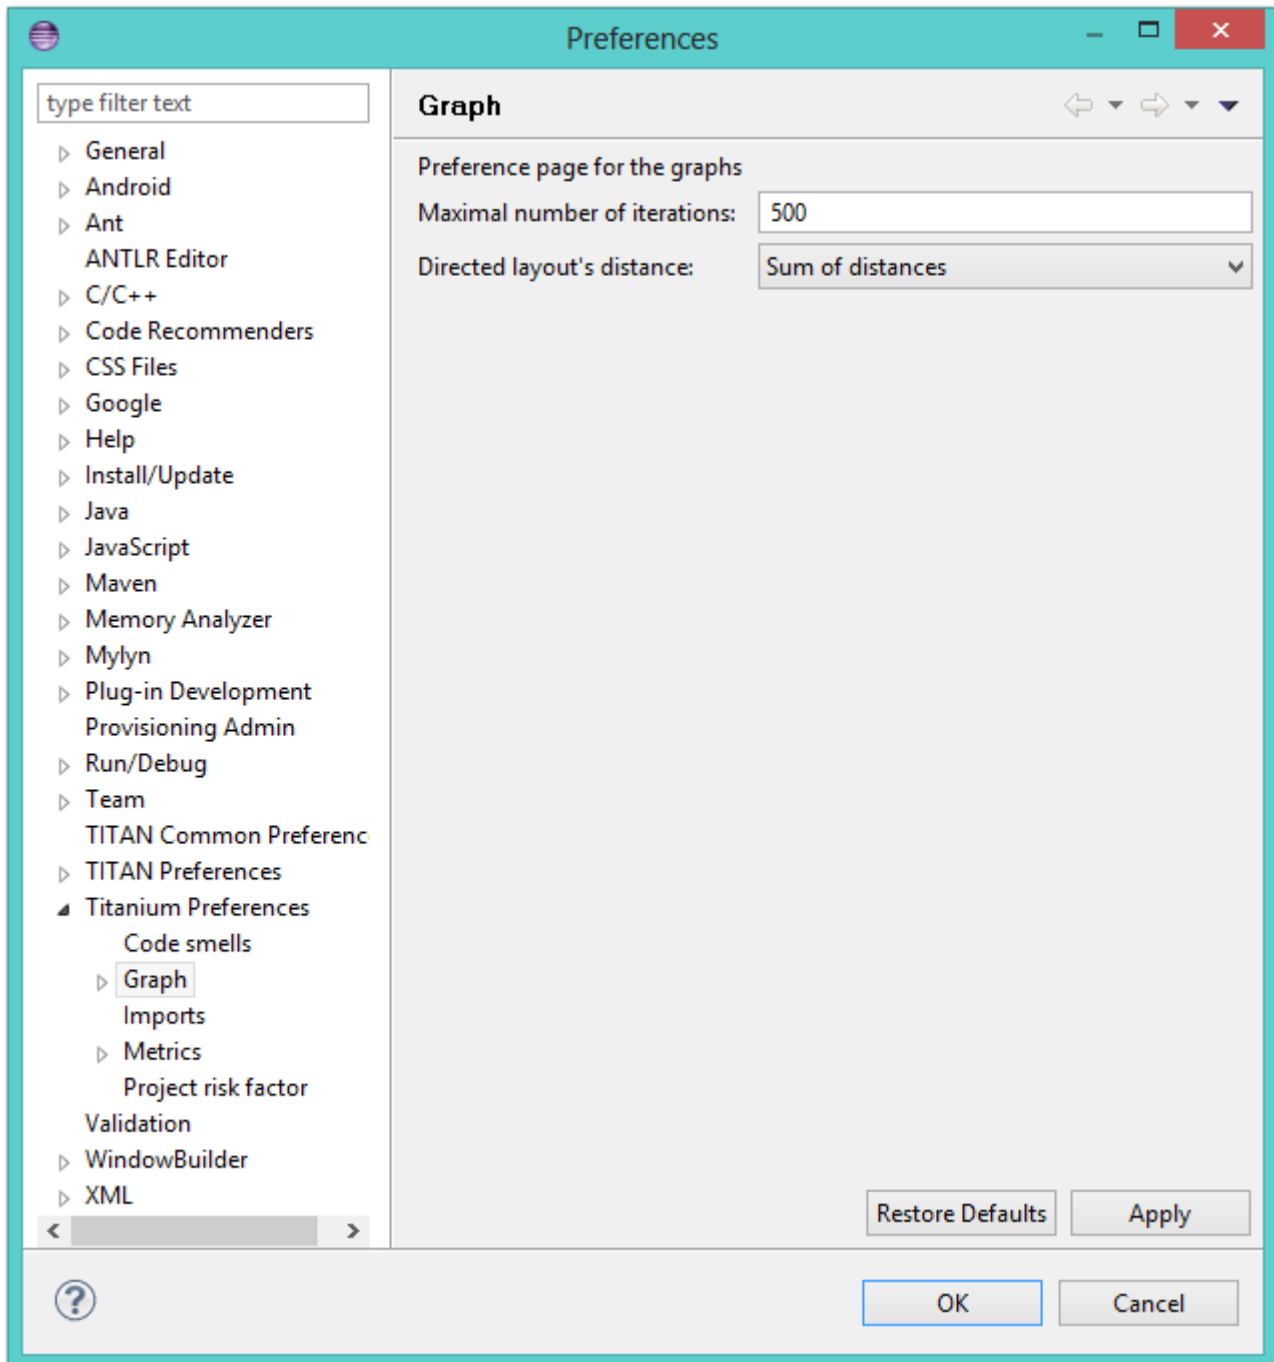 Preferences
type filter text
General
Android
Ant
ANTLR Editor
C/C++
Code Recommenders
CSS Files
Google
Help
Install/Update
Java
JavaScript
Maven
Memory Analyzer
Mylyn
Plug-in Development
Provisioning Admin
Run/Debug
Team
TITAN Common Preferenc
TITAN Preferences
Titanium Preferences
Code smells
Graph
Imports
Metrics
Project risk factor
Validation
WindowBuilder
XML
Graph
Preference page for the graphs
Maximal number of iterations: 500
Directed layout's distance: Sum of distances
Restore Defaults Apply
? OK Cancel